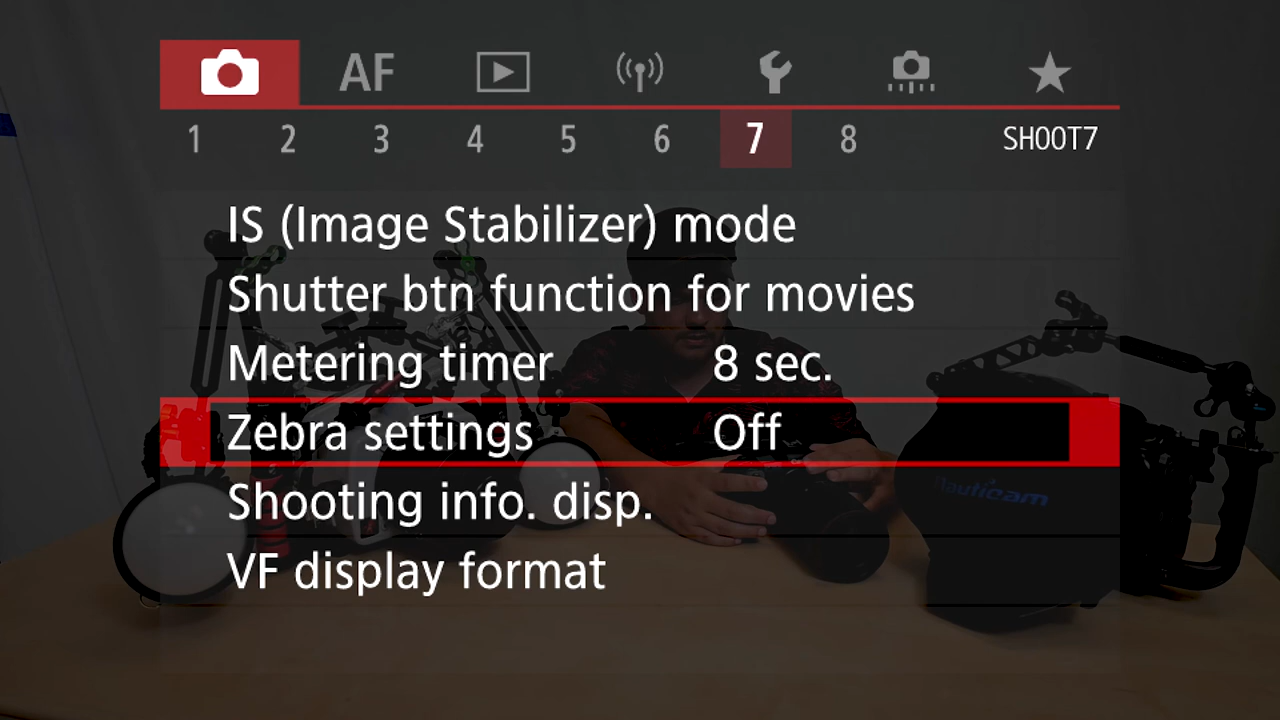 AF
1 2 3 4 5 6 7 8 SHOOT7
IS (Image Stabilizer) mode
Shutter btn function for movies
Metering timer 8 sec.
Zebra settings Off
Shooting info. disp.
VF display format
Nauticam